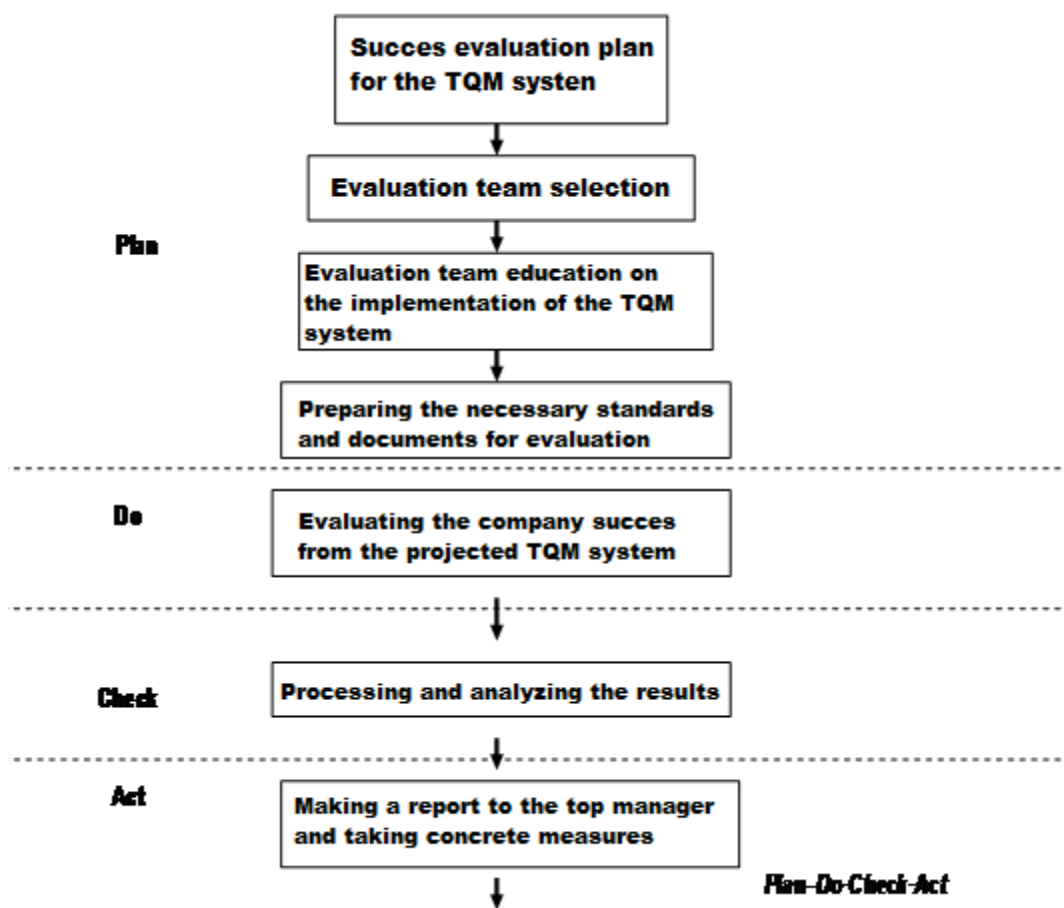 Succes evaluation plan
for the TQM systen
Evaluation team selection
Plan
Evaluation team education on
the implementation of the TQM
system
Preparing the necessary standards
and documents for evaluation
Do
Evaluating the company succes
from the projected TQM system
Check
Processing and analyzing the results
Act
Making a report to the top manager
and taking concrete measures
Plan-Do-Check-Act